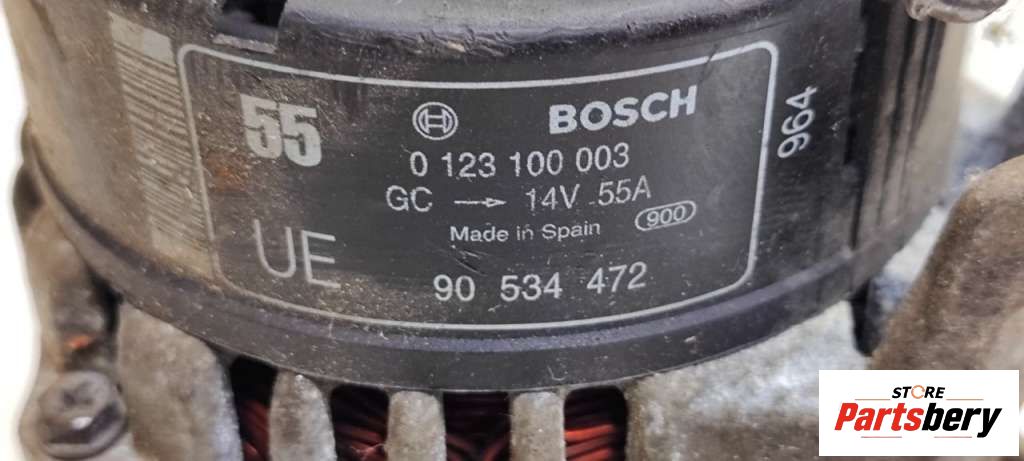 55
BOSCH
0 123 100 003
GC → 14V 55A
Made in Spain 900
UE
90 534 472
964
STORE
Partsbery